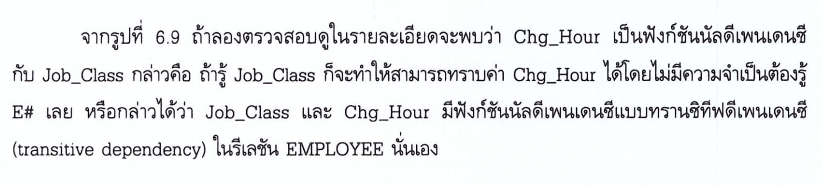 จากรูปที่ 6.9 ถ้าลองตรวจสอบดูในรายละเอียดจะพบว่า Chg_Hour เป็นฟังก์ชันนัลดีเพนเดนซี
กับ Job_Class กล่าวคือ ถ้ารู้ Job_Class ก็จะทำให้สามารถทราบค่า Chg_Hour ได้โดยไม่มีความจำเป็นต้องรู้
E# เลย หรือกล่าวได้ว่า Job_Class และ Chg_Hour มีฟังก์ชันนัลดีเพนเดนซีแบบทรานซิทีฟดีเพนเดนซี
(transitive dependency) ในรีเลชัน EMPLOYEE นั่นเอง